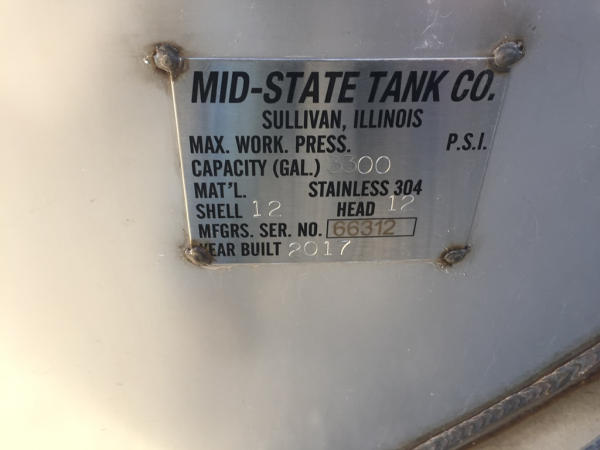 MID-STATE TANK CO.
SULLIVAN, ILLINOIS
MAX. WORK. PRESS. P.S.I.
CAPACITY (GAL.) 3300
MAT'L. STAINLESS 304
SHELL 12 HEAD 12
MFGRS. SER. NO. 66312
YEAR BUILT 2017